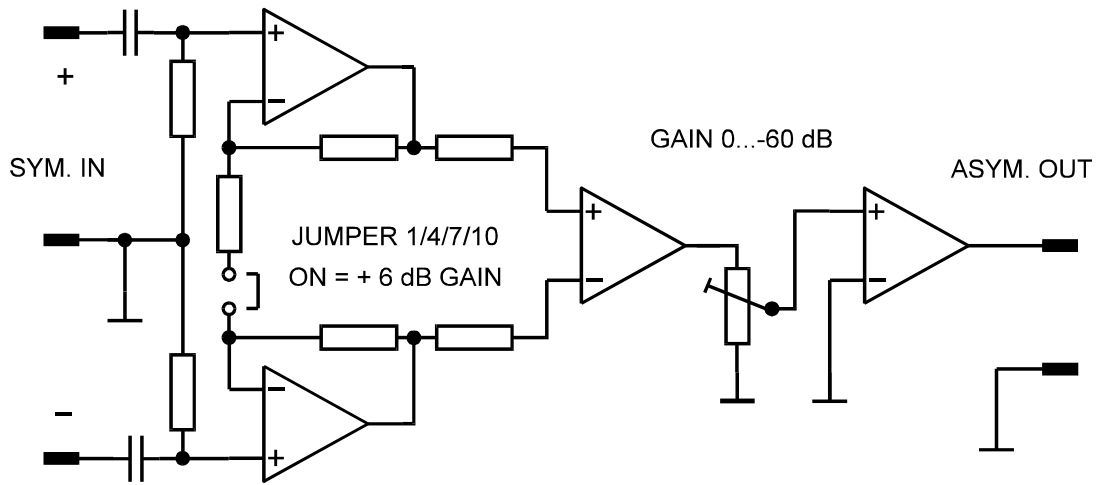 +
SYM. IN
−
+
−
−
+
JUMPER 1/4/7/10
ON = + 6 dB GAIN
+
−
GAIN 0...-60 dB
+
−
ASYM. OUT